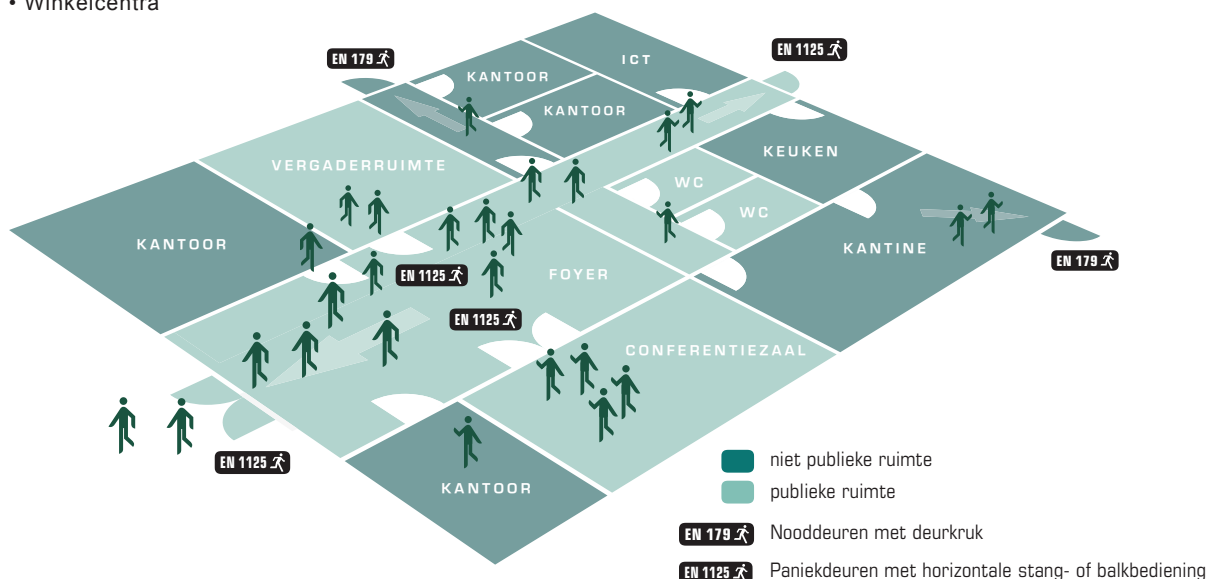 • Winkelcentra
EN 179
EN 1125
ICT
KANTOOR
KANTOOR
VERGADERRUIMTE
KEUKEN
WC
WC
KANTOOR
KANTINE
EN 179
EN 1125
FOYER
EN 1125
CONFERENTIEZAAL
EN 1125
KANTOOR
niet publieke ruimte
publieke ruimte
EN 179 Nooddeuren met deurkruk
EN 1125 Paniekdeuren met horizontale stang- of balkbediening